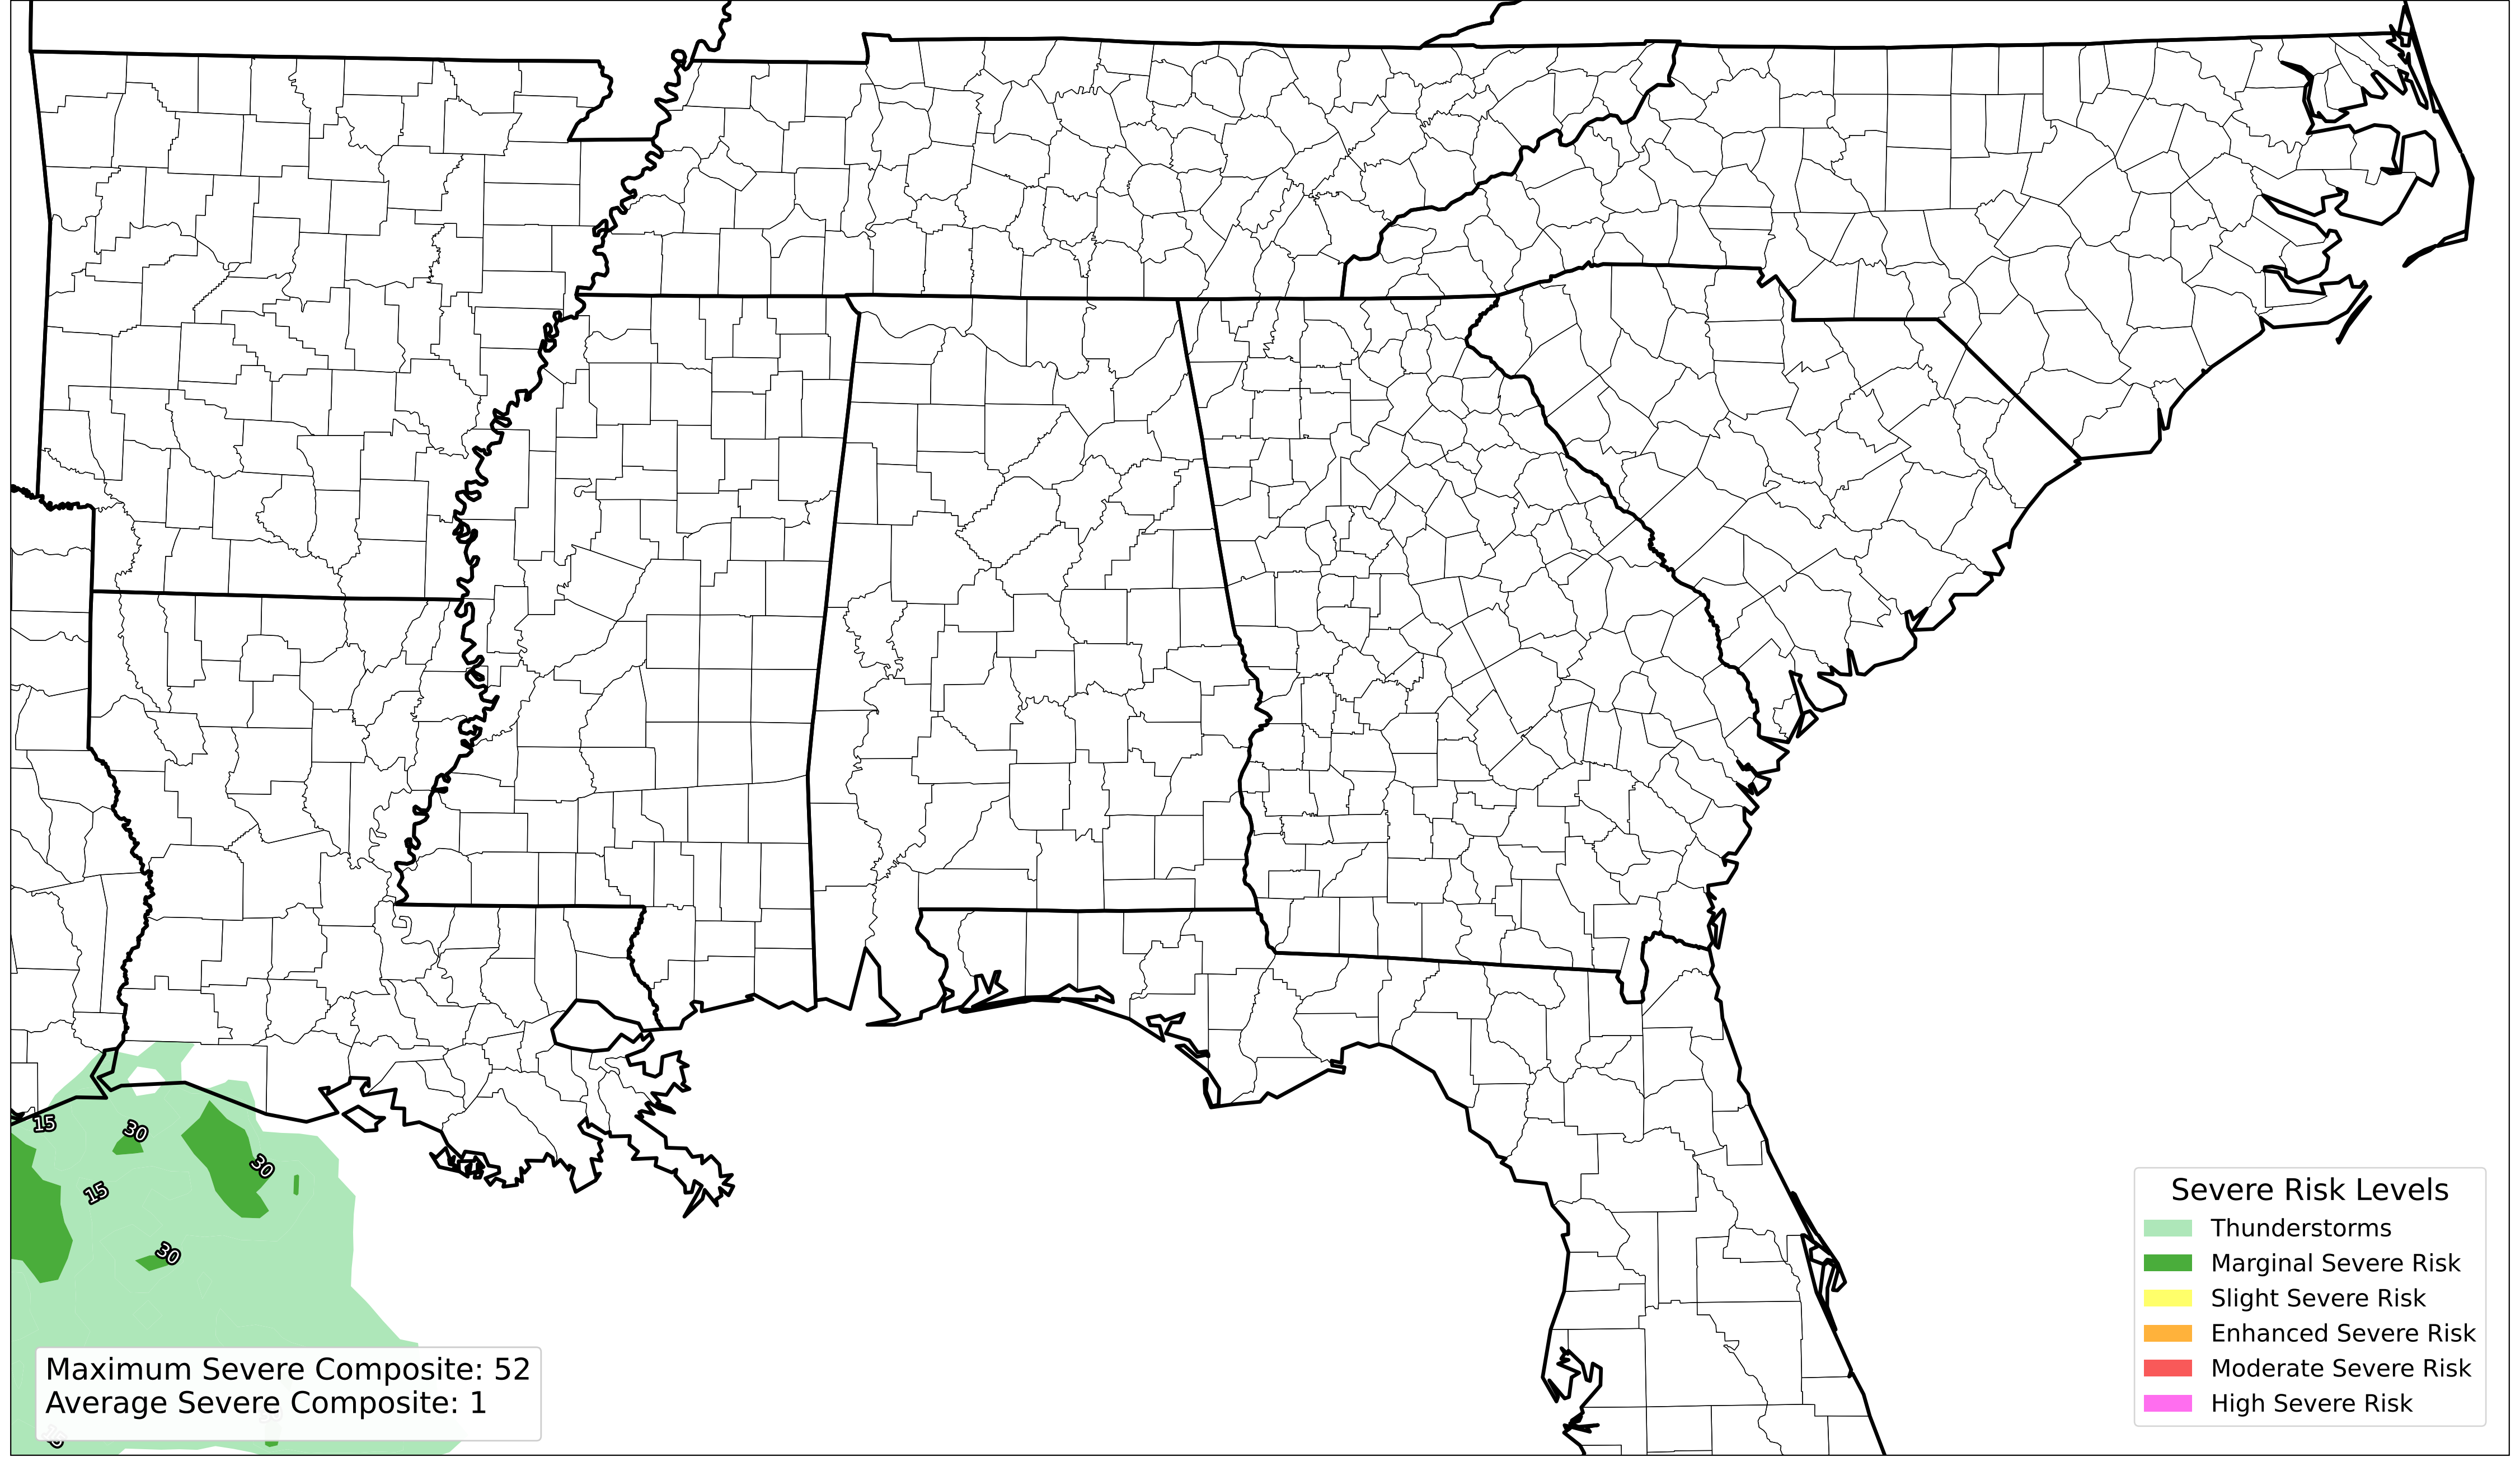 15
30
30
15
30
Maximum Severe Composite: 52
Average Severe Composite: 1
Severe Risk Levels
Thunderstorms
Marginal Severe Risk
Slight Severe Risk
Enhanced Severe Risk
Moderate Severe Risk
High Severe Risk